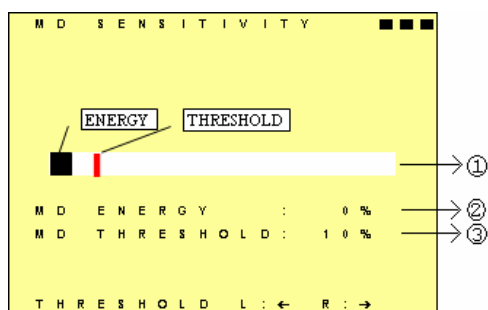 MD SENSITIVITY
ENERGY THRESHOLD
①
MD ENERGY : 0% ②
MD THRESHOLD: 10% ③
THRESHOLD L:← R:→